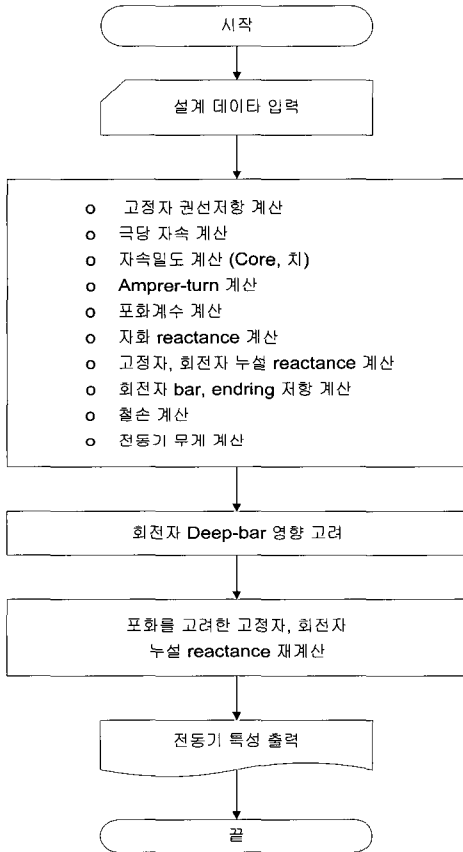 시작
설계 데이타 입력
o 고정자 권선저항 계산
o 극당 자속 계산
o 자속밀도 계산 (Core, 치)
o Amprer-turn 계산
o 포화계수 계산
o 자화 reactance 계산
o 고정자, 회전자 누설 reactance 계산
o 회전자 bar, endring 저항 계산
o 철손 계산
o 전동기 무게 계산
회전자 Deep-bar 영향 고려
포화를 고려한 고정자, 회전자
누설 reactance 재계산
전동기 특성 출력
끝